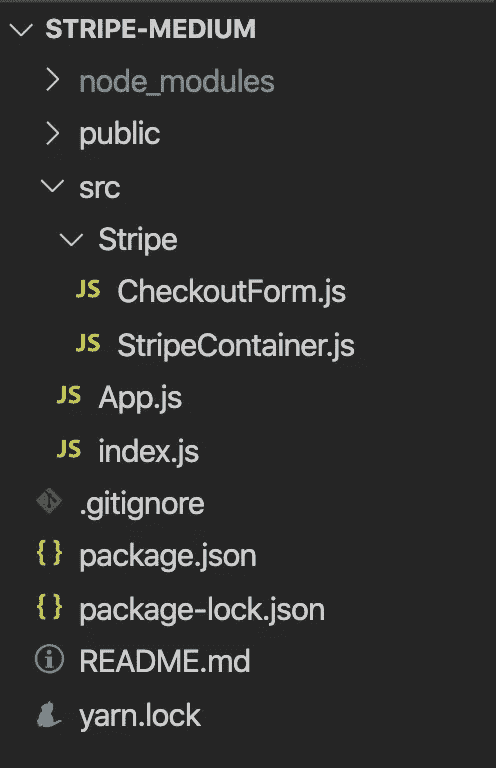 STRIPE-MEDIUM
node_modules
public
src
Stripe
JS CheckoutForm.js
JS StripeContainer.js
JS App.js
JS index.js
.gitignore
{} package.json
{} package-lock.json
README.md
yarn.lock